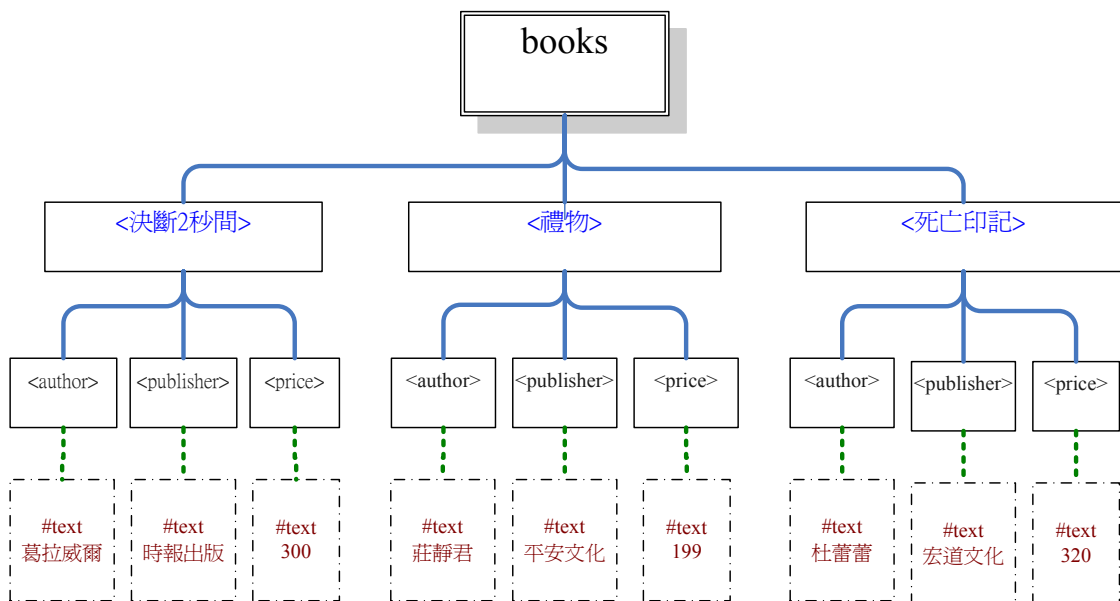 books
<決斷2秒間>
<禮物>
<死亡印記>
<author>
<publisher>
<price>
<author>
<publisher>
<price>
<author>
<publisher>
<price>
#text
葛拉威爾
#text
時報出版
#text
300
#text
莊靜君
#text
平安文化
#text
199
#text
杜蕾蕾
#text
宏道文化
#text
320